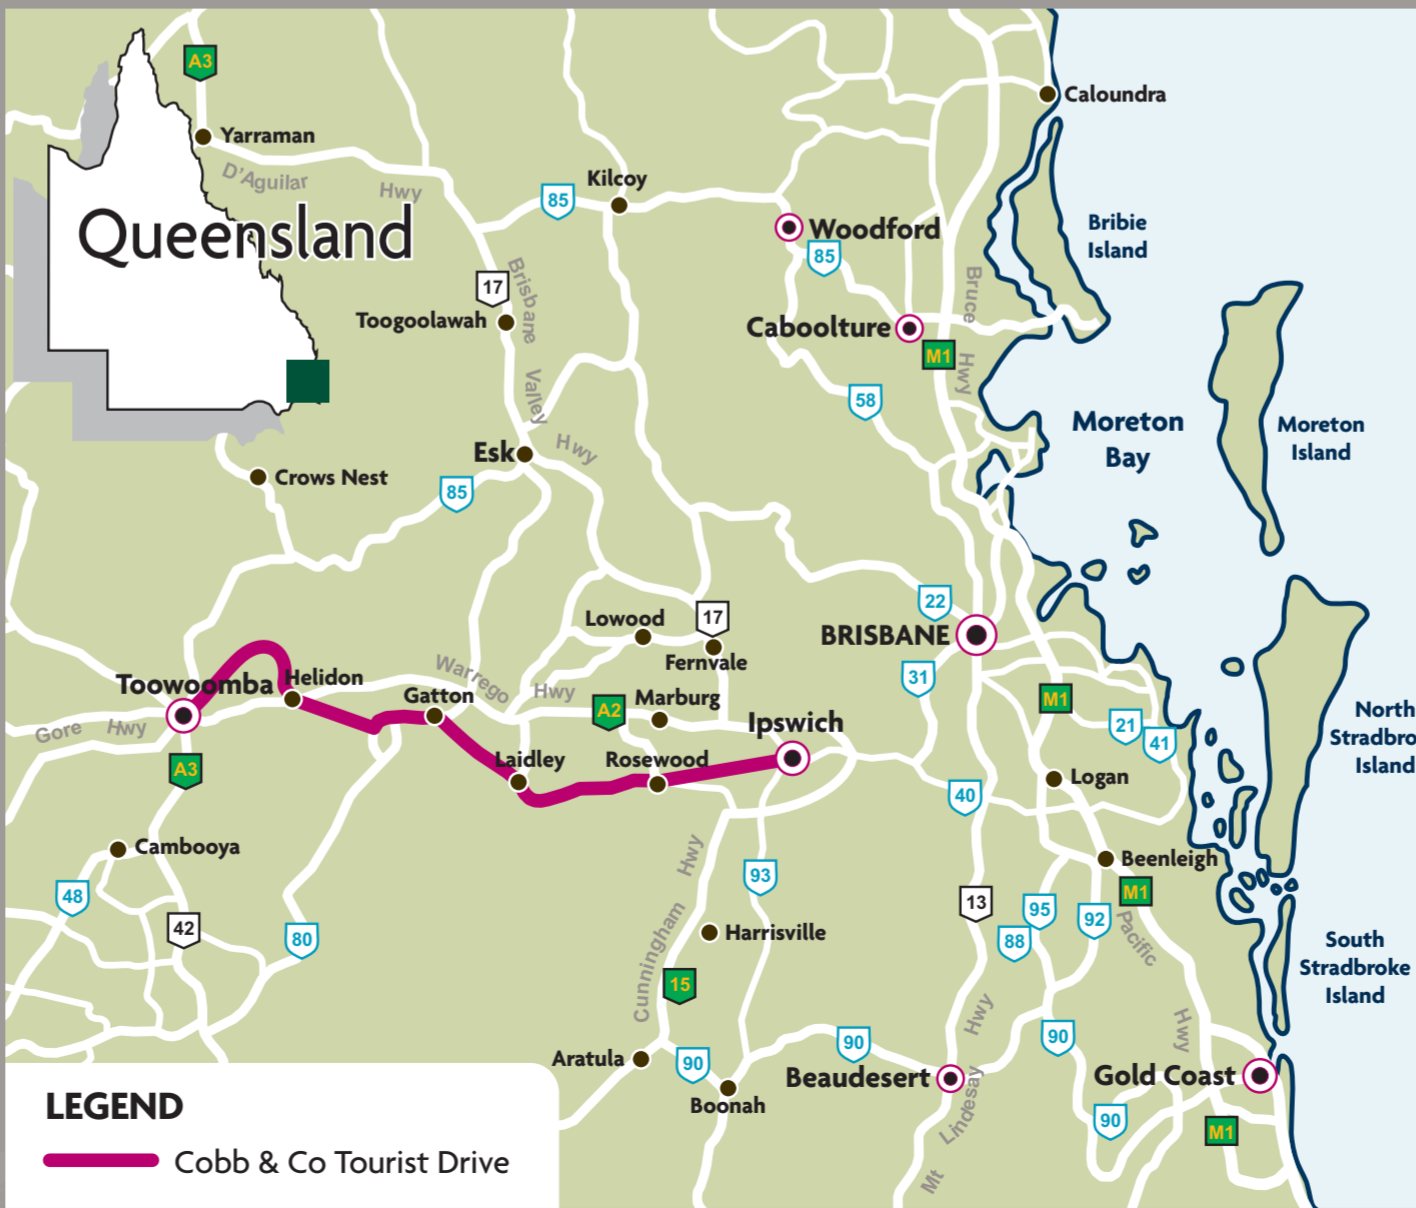 A3
Caloundra
Yarraman
D'Aguilar
Hwy
Kilcoy
85
Queensland
Woodford
85
Bribie
Island
17
Brisbane
Valley
Hwy
Toogoolawah
Caboolture
Bruce
Hwy
M1
58
Moreton
Bay
Moreton
Island
Esk
Crows Nest
85
22
Lowood
17
BRISBANE
Fernvale
Warrego
Hwy
31
Toowoomba
Helidon
Gatton
A2
Marburg
M1
Ipswich
Gore
Hwy
21
41
North
Stradbro
Island
A3
Laidley
Rosewood
Logan
40
Cambooya
Beenleigh
48
93
M1
13
95
92
88
Pacific
Hwy
42
80
Harrisville
Cunningham
Hwy
15
South
Stradbroke
Island
Aratula
90
90
90
Beaudesert
Gold Coast
Boonah
Mt
Lindesay
Hwy
90
M1
LEGEND
Cobb & Co Tourist Drive